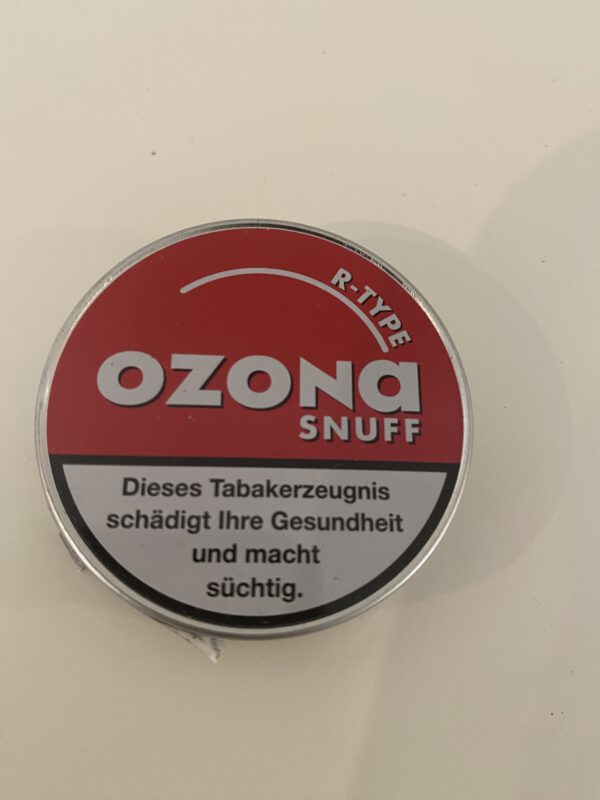 R-TYPE
OZONA
SNUFF
Dieses Tabakerzeugnis
schädigt Ihre Gesundheit
und macht
süchtig.